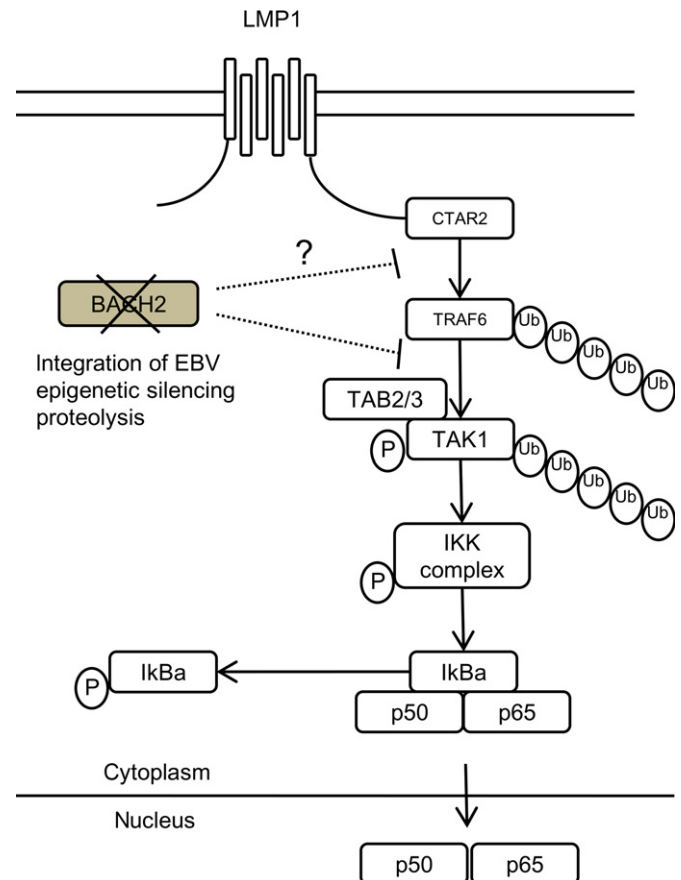 LMP1
CTAR2
?
BACH2
TRAF6
Ub
Ub
Ub
Ub
Ub
Integration of EBV
epigenetic silencing
proteolysis
TAB2/3
P
TAK1
Ub
Ub
Ub
Ub
Ub
IKK
complex
P
IkBa
P
IkBa
p50
p65
Cytoplasm
Nucleus
p50
p65